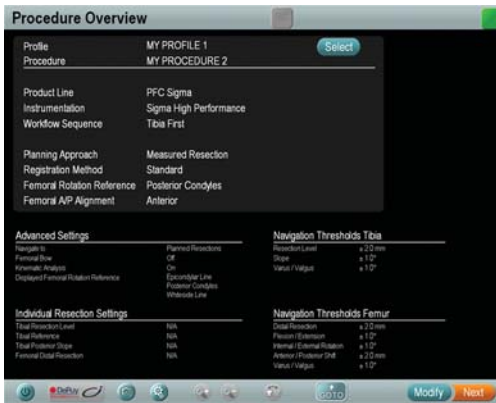 Procedure Overview
Profile MY PROFILE 1 Select
Procedure MY PROCEDURE 2
Product Line PFC Sigma
Instrumentation Sigma High Performance
Workflow Sequence Tibia First
Planning Approach Measured Resection
Registration Method Standard
Femoral Rotation Reference Posterior Condyles
Femoral A/P Alignment Anterior
Advanced Settings
Navigate to Planned Resections
Femoral Bow Off
Kinematic Analysis On
Displayed Femoral Rotation Reference Epicondylar Line
Posterior Condyles
Whiteside Line
Navigation Thresholds Tibia
Resection Level ± 2.0 mm
Slope ± 1.0°
Varus / Valgus ± 1.0°
Individual Resection Settings
Tibial Resection Level N/A
Tibial Reference N/A
Tibial Posterior Slope N/A
Femoral Distal Resection N/A
Navigation Thresholds Femur
Distal Resection ± 2.0 mm
Flexion / Extension ± 1.0°
Internal / External Rotation ± 1.0°
Anterior / Posterior Shift ± 2.0 mm
Varus / Valgus ± 1.0°
DePuy GOTO Modify Next